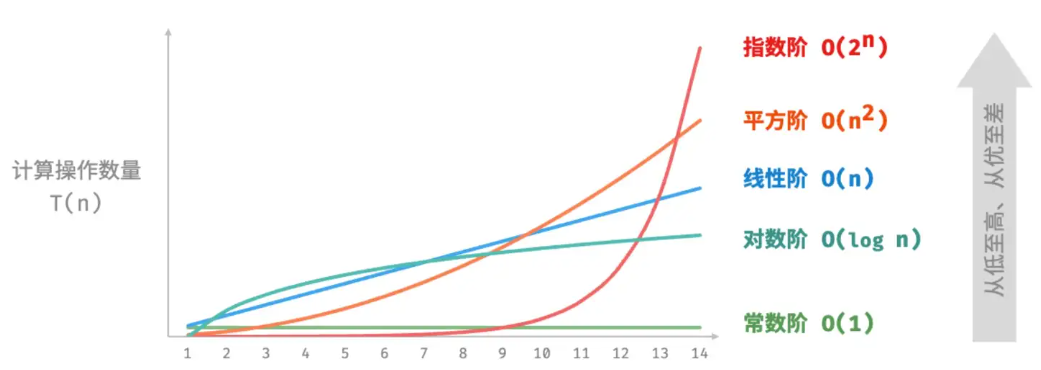 指数阶 O(2ⁿ)
平方阶 O(n²)
计算操作数量
T(n)
线性阶 O(n)
对数阶 O(log n)
常数阶 O(1)
从低至高、从优至差
1 2 3 4 5 6 7 8 9 10 11 12 13 14